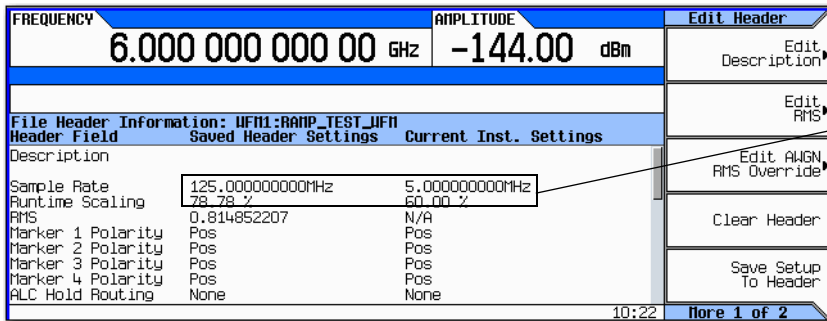 FREQUENCY AMPLITUDE Edit Header
6.000 000 000 00 GHz -144.00 dBm
Edit
Description
Edit
RMS
File Header Information: WFM1:RAMP_TEST_WFM
Header Field Saved Header Settings Current Inst. Settings
Description
Edit AWGN
RMS Override
Sample Rate 125.000000000MHz 5.000000000MHz
Runtime Scaling 78.78 % 60.00 %
RMS 0.814852207 N/A
Marker 1 Polarity Pos Pos
Clear Header
Marker 2 Polarity Pos Pos
Marker 3 Polarity Pos Pos
Marker 4 Polarity Pos Pos
Save Setup
To Header
ALC Hold Routing None None
10:22 More 1 of 2